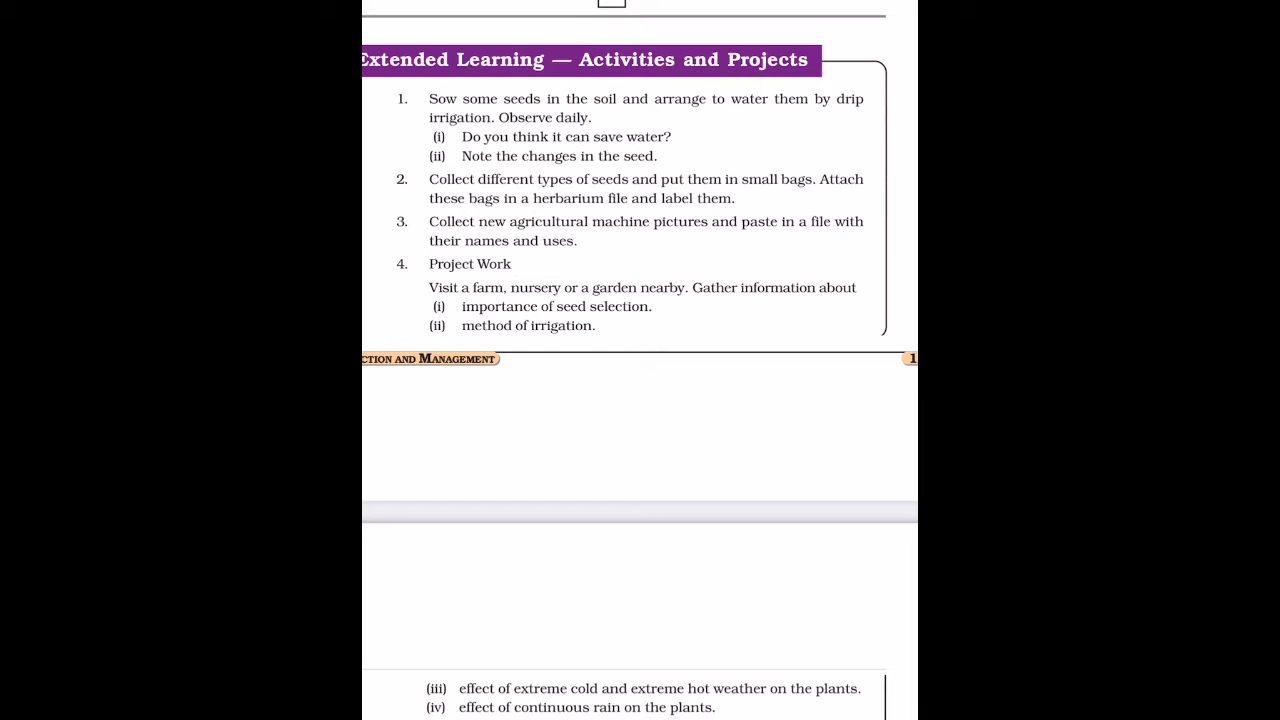 Extended Learning — Activities and Projects
1. Sow some seeds in the soil and arrange to water them by drip
irrigation. Observe daily.
(i) Do you think it can save water?
(ii) Note the changes in the seed.
2. Collect different types of seeds and put them in small bags. Attach
these bags in a herbarium file and label them.
3. Collect new agricultural machine pictures and paste in a file with
their names and uses.
4. Project Work
Visit a farm, nursery or a garden nearby. Gather information about
(i) importance of seed selection.
(ii) method of irrigation.
CTION AND MANAGEMENT 1
(iii) effect of extreme cold and extreme hot weather on the plants.
(iv) effect of continuous rain on the plants.